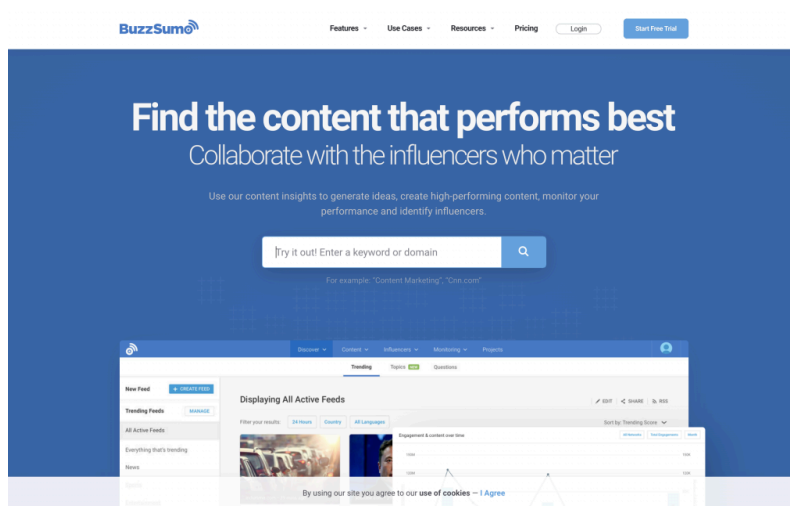 BuzzSumo
Features Use Cases Resources Pricing Login Start Free Trial
Find the content that performs best
Collaborate with the influencers who matter
Use our content insights to generate ideas, create high-performing content, monitor your
performance and identify influencers.
Try it out! Enter a keyword or domain
For example: "Content Marketing", "Cnn.com"
Discover Content Influencers Monitoring Projects
Trending Topics NEW Questions
New Feed + CREATE FEED
Trending Feeds MANAGE
All Active Feeds
Everything that's trending
News
Displaying All Active Feeds
EDIT SHARE RSS
Filter your results: 24 Hours Country All Languages
Sort by: Trending Score
Engagement & content over time
All Networks Total Engagement Month
By using our site you agree to our use of cookies — I Agree